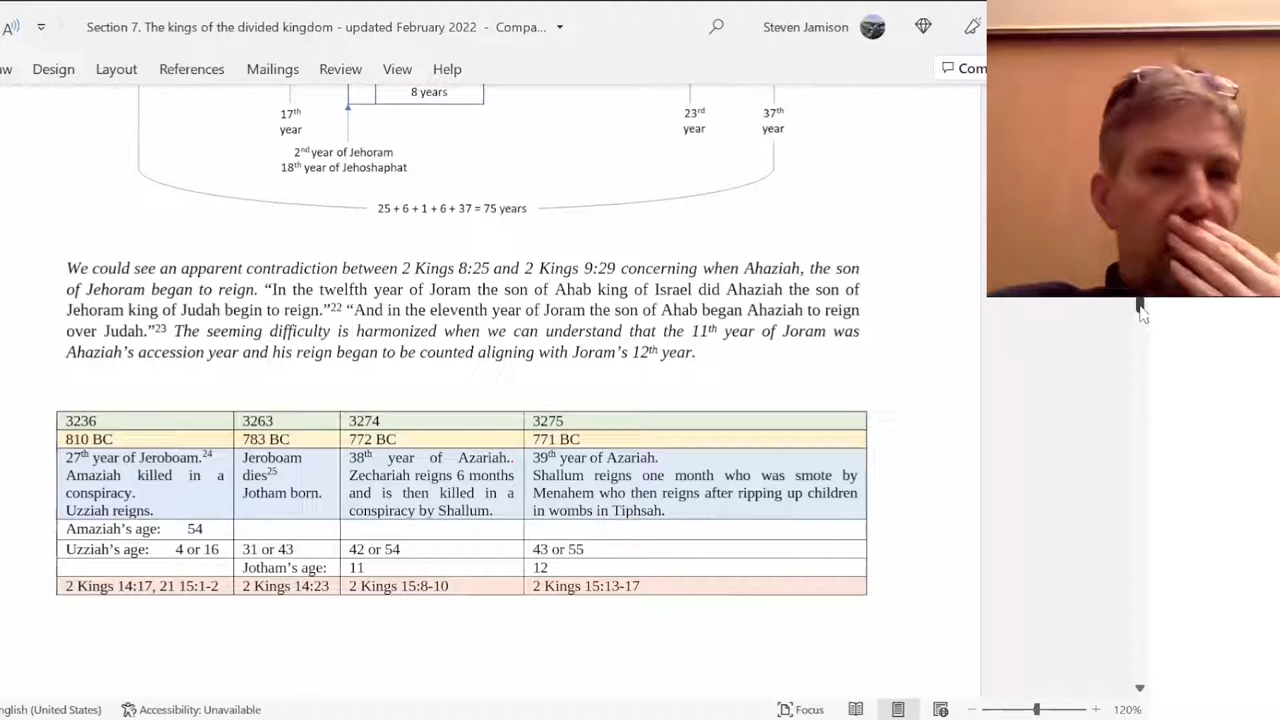 Section 7. The kings of the divided kingdom - updated February 2022 - Compa...
Steven Jamison
Design
Layout
References
Mailings
Review
View
Help
Com
8 years
17th
year
23rd
year
37th
year
2nd year of Jehoram
18th year of Jehoshaphat
25 + 6 + 1 + 6 + 37 = 75 years
We could see an apparent contradiction between 2 Kings 8:25 and 2 Kings 9:29 concerning when Ahaziah, the son
of Jehoram began to reign. “In the twelfth year of Joram the son of Ahab king of Israel did Ahaziah the son of
Jehoram king of Judah begin to reign.”22 “And in the eleventh year of Joram the son of Ahab began Ahaziah to reign
over Judah.”23 The seeming difficulty is harmonized when we can understand that the 11th year of Joram was
Ahaziah’s accession year and his reign began to be counted aligning with Joram’s 12th year.
3236 3263 3274 3275
810 BC 783 BC 772 BC 771 BC
27th year of Jeroboam.24
Amaziah killed in a
conspiracy.
Uzziah reigns.
Jeroboam
dies25
Jotham born.
38th year of Azariah..
Zechariah reigns 6 months
and is then killed in a
conspiracy by Shallum.
39th year of Azariah.
Shallum reigns one month who was smote by
Menahem who then reigns after ripping up children
in wombs in Tiphsah.
Amaziah’s age: 54
Uzziah’s age: 4 or 16 31 or 43 42 or 54 43 or 55
Jotham’s age: 11 12
2 Kings 14:17, 21 15:1-2 2 Kings 14:23 2 Kings 15:8-10 2 Kings 15:13-17
nglish (United States)
Accessibility: Unavailable
Focus
120%